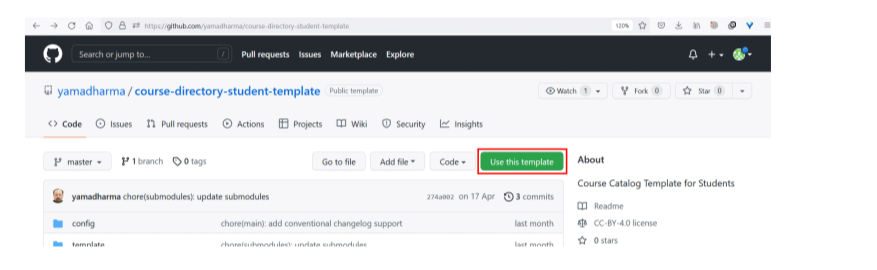 https://github.com/yamadharma/course-directory-student-template 120%
Search or jump to... / Pull requests Issues Marketplace Explore
yamadharma / course-directory-student-template Public template Watch 1 Fork 0 Star 0
Code Issues Pull requests Actions Projects Wiki Security Insights
master 1 branch 0 tags Go to file Add file Code Use this template About
Course Catalog Template for Students
yamadharma chore(submodules): update submodules 274a002 on 17 Apr 3 commits
Readme
config chore(main): add conventional changelog support last month
CC-BY-4.0 license
template chore(submodules): update submodules last month
0 stars